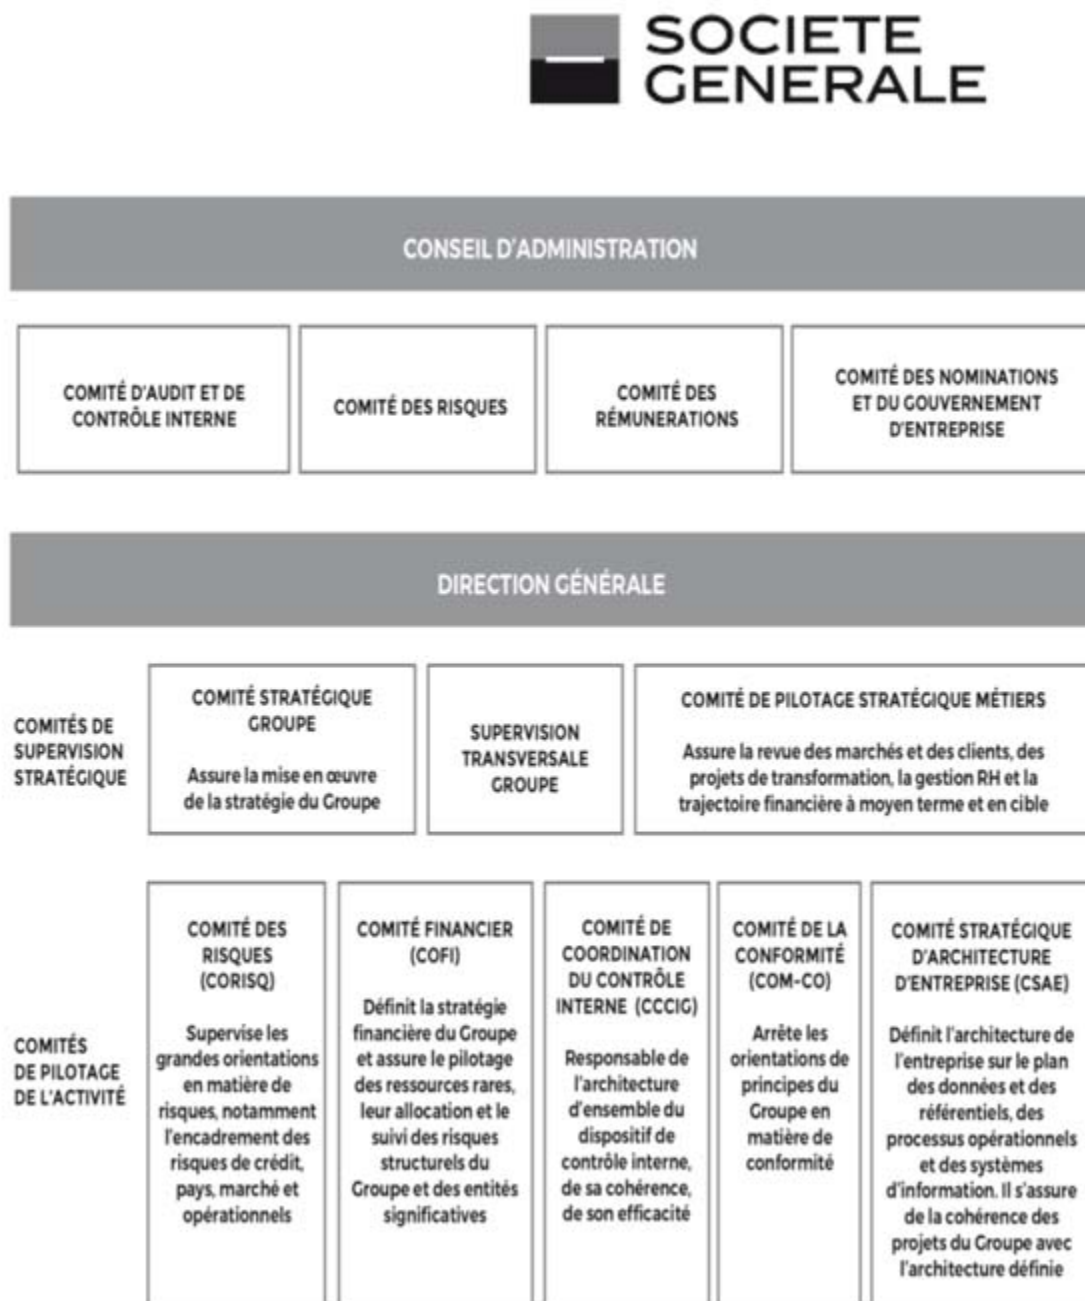 SOCIETE
GENERALE
CONSEIL D'ADMINISTRATION
COMITÉ D'AUDIT ET DE
CONTRÔLE INTERNE
COMITÉ DES RISQUES
COMITÉ DES
RÉMUNERATIONS
COMITÉ DES NOMINATIONS
ET DU GOUVERNEMENT
D'ENTREPRISE
DIRECTION GÉNÉRALE
COMITÉS DE
SUPERVISION
STRATÉGIQUE
COMITÉ STRATÉGIQUE
GROUPE
Assure la mise en œuvre
de la stratégie du Groupe
SUPERVISION
TRANSVERSALE
GROUPE
COMITÉ DE PILOTAGE STRATÉGIQUE MÉTIERS
Assure la revue des marchés et des clients, des
projets de transformation, la gestion RH et la
trajectoire financière à moyen terme et en cible
COMITÉS
DE PILOTAGE
DE L'ACTIVITÉ
COMITÉ DES
RISQUES
(CORISQ)
Supervise les
grandes orientations
en matière de
risques, notamment
l'encadrement des
risques de crédit,
pays, marché et
opérationnels
COMITÉ FINANCIER
(COFI)
Définit la stratégie
financière du Groupe
et assure le pilotage
des ressources rares,
leur allocation et le
suivi des risques
structurels du
Groupe et des entités
significatives
COMITÉ DE
COORDINATION
DU CONTRÔLE
INTERNE (CCCIG)
Responsable de
l'architecture
d'ensemble du
dispositif de
contrôle interne,
de sa cohérence,
de son efficacité
COMITÉ DE LA
CONFORMITÉ
(COM-CO)
Arrête les
orientations de
principes du
Groupe en
matière de
conformité
COMITÉ STRATÉGIQUE
D'ARCHITECTURE
D'ENTREPRISE (CSAE)
Définit l'architecture de
l'entreprise sur le plan
des données et des
référentiels, des
processus opérationnels
et des systèmes
d'information. Il s'assure
de la cohérence des
projets du Groupe avec
l'architecture définie